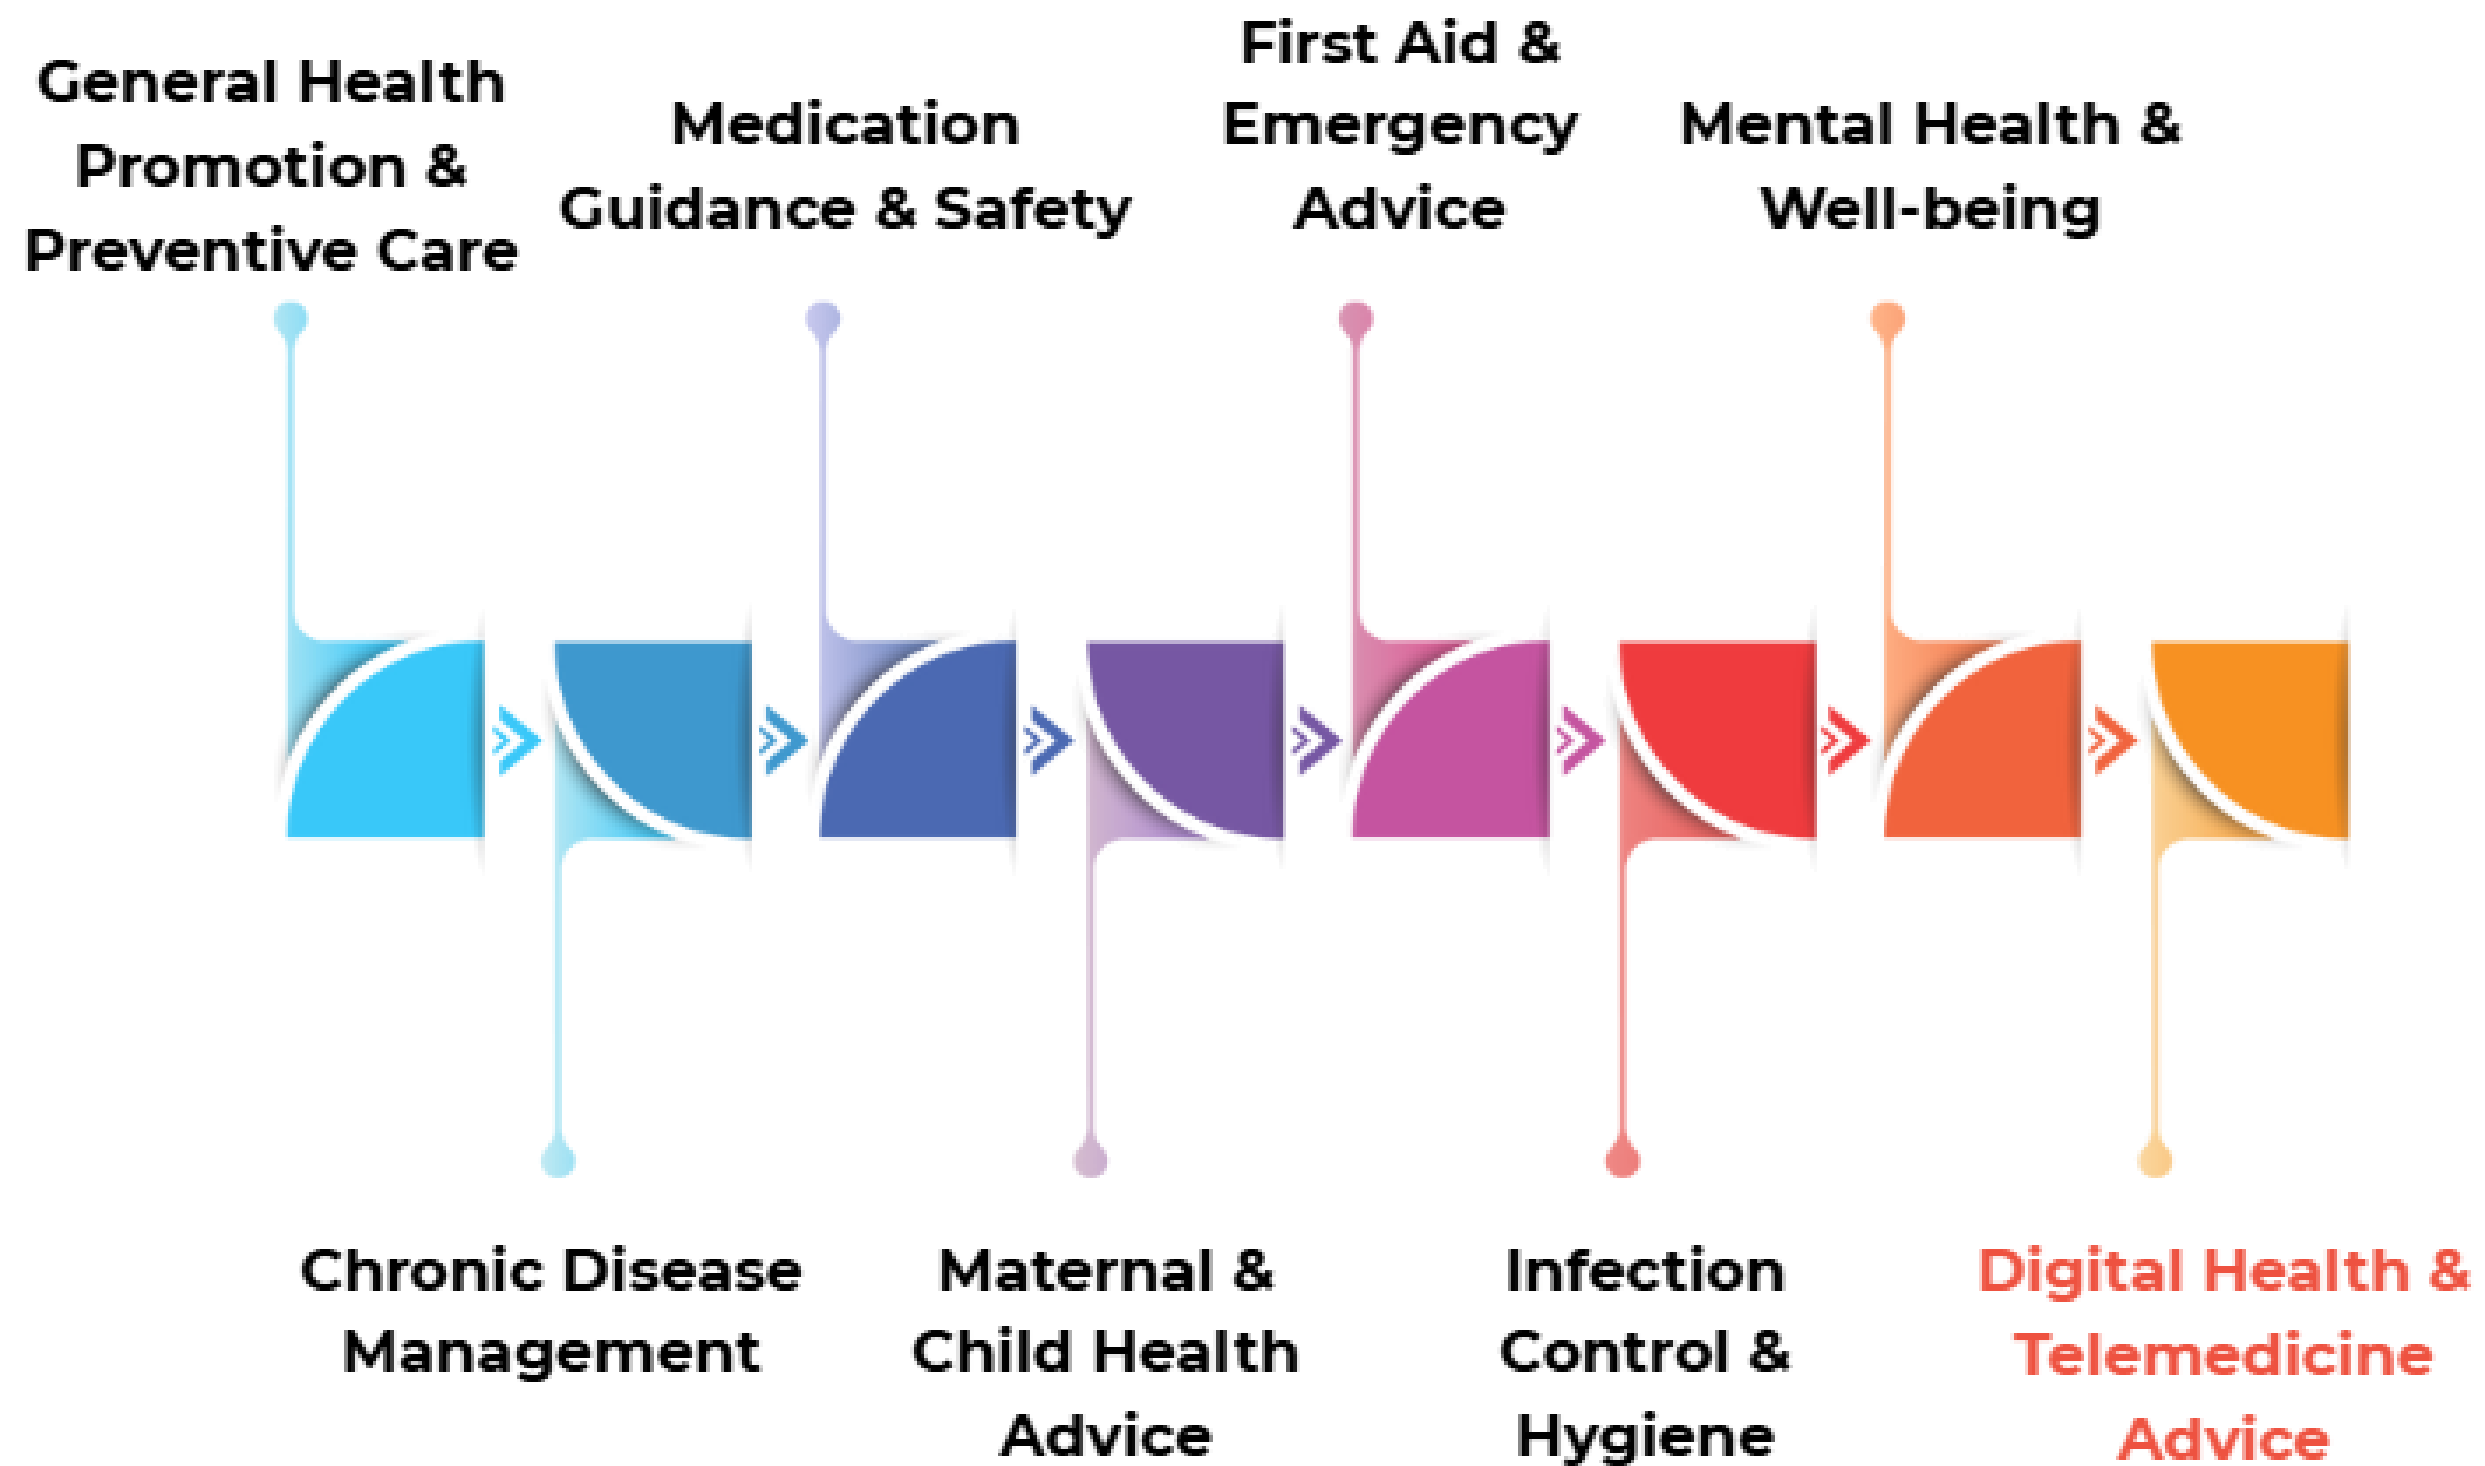 General Health
Promotion &
Preventive Care
Medication
Guidance & Safety
First Aid &
Emergency
Advice
Mental Health &
Well-being
Chronic Disease
Management
Maternal &
Child Health
Advice
Infection
Control &
Hygiene
Digital Health &
Telemedicine
Advice